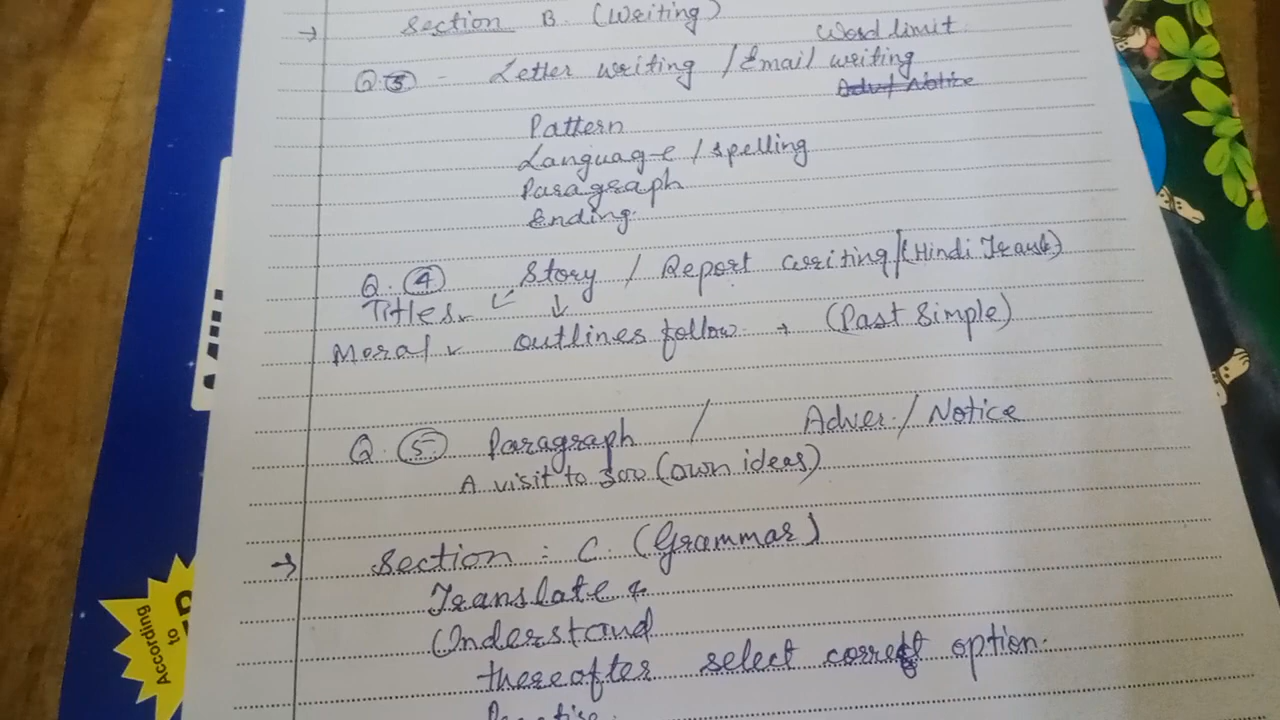 → Section B. (Writing)
Word limit.
Q. 3 - Letter writing / Email writing
Adv / Notice
Pattern
Language / spelling
Paragraph
Ending.
Q. 4 Story / Report writing / (Hindi Trans)
Titles ↙ ↓
Moral ✓ outlines follow. → (Past Simple)
Q. 5 Paragraph / Adver. / Notice
A visit to zoo (own ideas)
→ Section : C. (Grammar)
Translate &
Understand
thereafter select correct option.
According
to